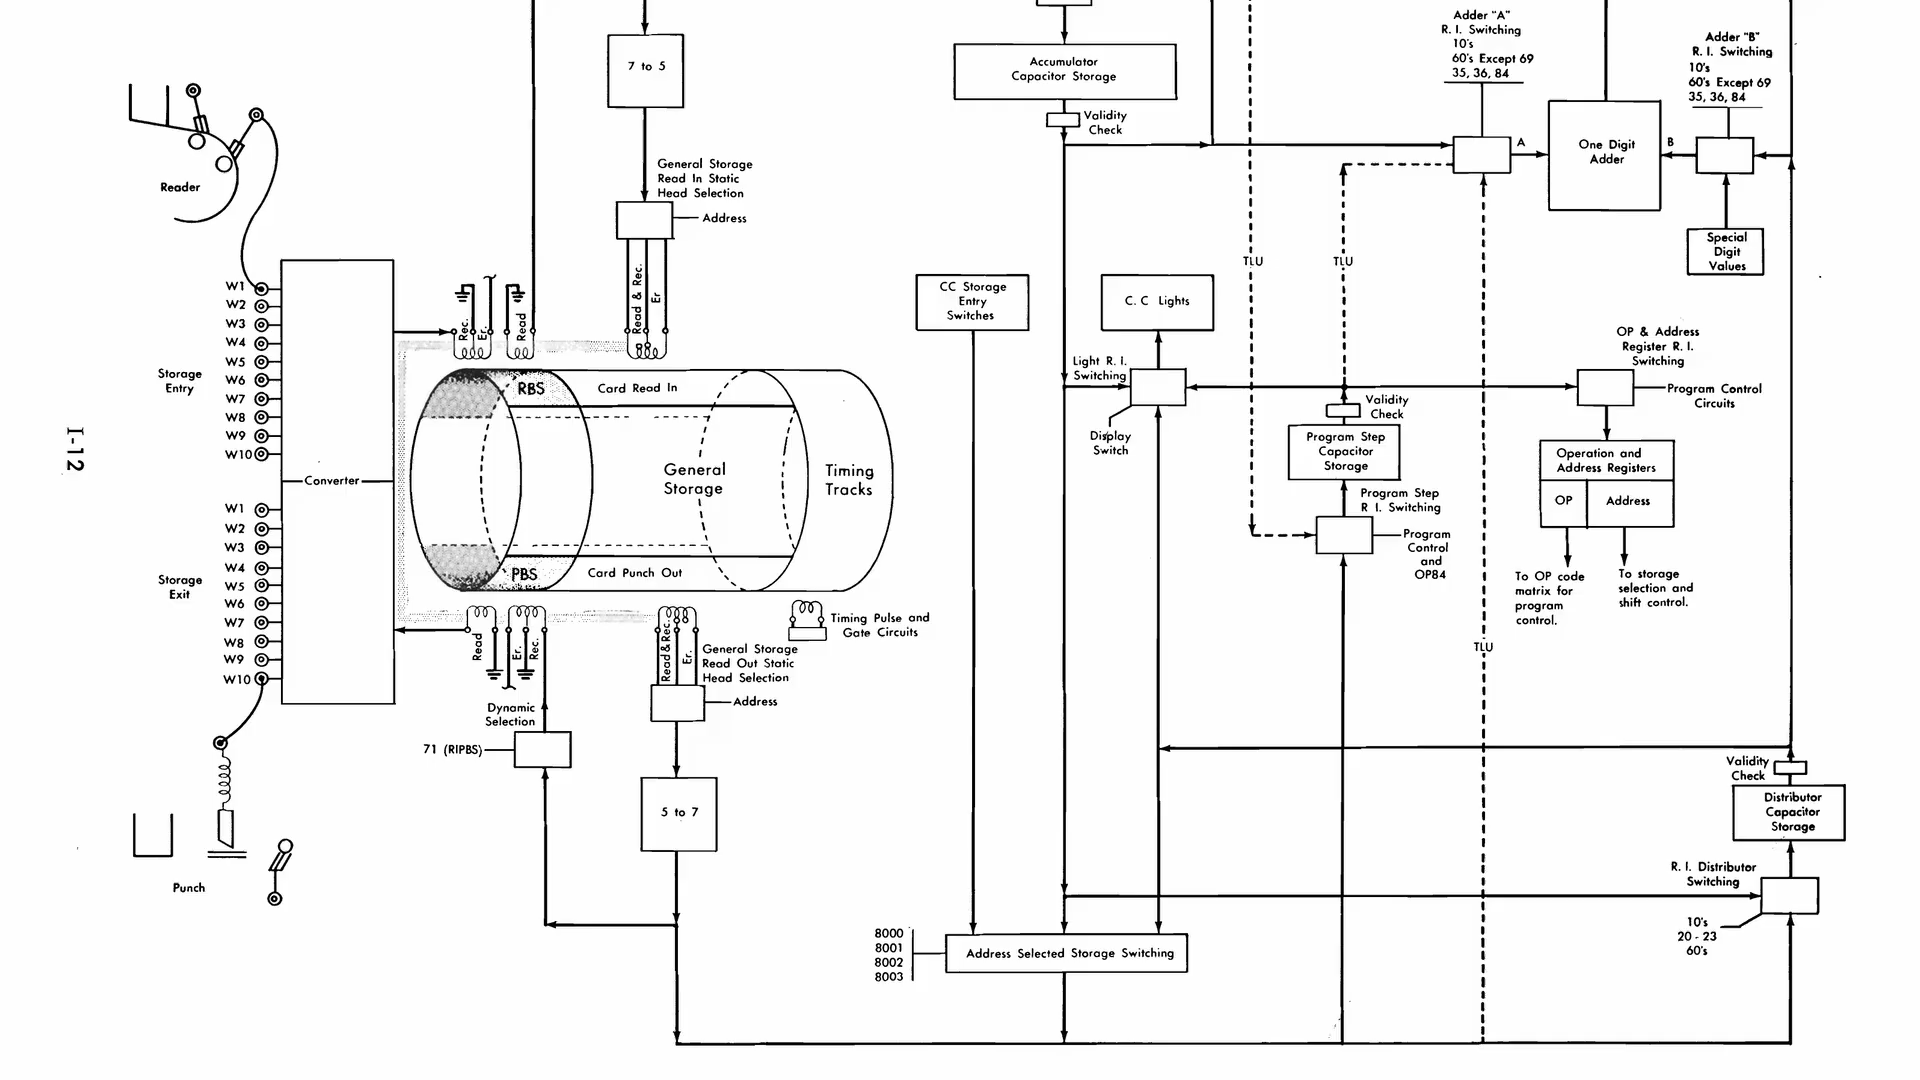 7 to 5
Accumulator
Capacitor Storage
Validity
Check
Adder "A"
R. I. Switching
10's
60's Except 69
35, 36, 84
Adder "B"
R. I. Switching
10's
60's Except 69
35, 36, 84
A
One Digit
Adder
B
Special
Digit
Values
Reader
General Storage
Read In Static
Head Selection
Address
Read & Rec.
Er
Rec.
Er.
Read
TLU
TLU
W1
W2
W3
W4
W5
W6
W7
W8
W9
W10
Storage
Entry
Converter
RBS
Card Read In
General
Storage
Timing
Tracks
PBS
Card Punch Out
CC Storage
Entry
Switches
C. C Lights
Light R. I.
Switching
Display
Switch
Validity
Check
Program Step
Capacitor
Storage
Program Step
R I. Switching
Program
Control
and
OP84
OP & Address
Register R. I.
Switching
Program Control
Circuits
Operation and
Address Registers
OP
Address
To OP code
matrix for
program
control.
To storage
selection and
shift control.
I-12
W1
W2
W3
W4
W5
W6
W7
W8
W9
W10
Storage
Exit
Read
Er.
Rec.
Read & Rec.
Er.
Timing Pulse and
Gate Circuits
General Storage
Read Out Static
Head Selection
Address
TLU
Dynamic
Selection
71 (RIPBS)
5 to 7
Punch
Validity
Check
Distributor
Capacitor
Storage
R. I. Distributor
Switching
10's
20 - 23
60's
8000
8001
8002
8003
Address Selected Storage Switching